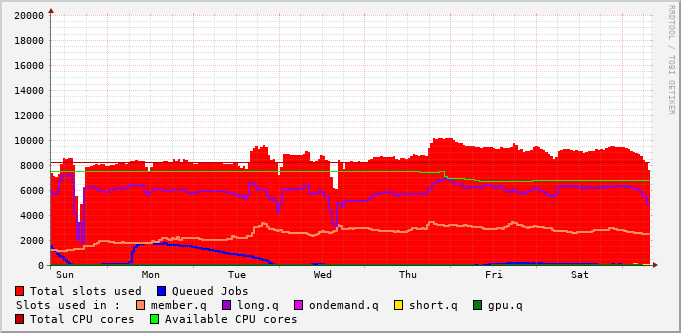 20000
18000
16000
14000
12000
10000
8000
6000
4000
2000
0
Sun Mon Tue Wed Thu Fri Sat
RRDTOOL / TOBI OETIKER
Total slots used Queued Jobs
Slots used in : member.q long.q ondemand.q short.q gpu.q
Total CPU cores Available CPU cores